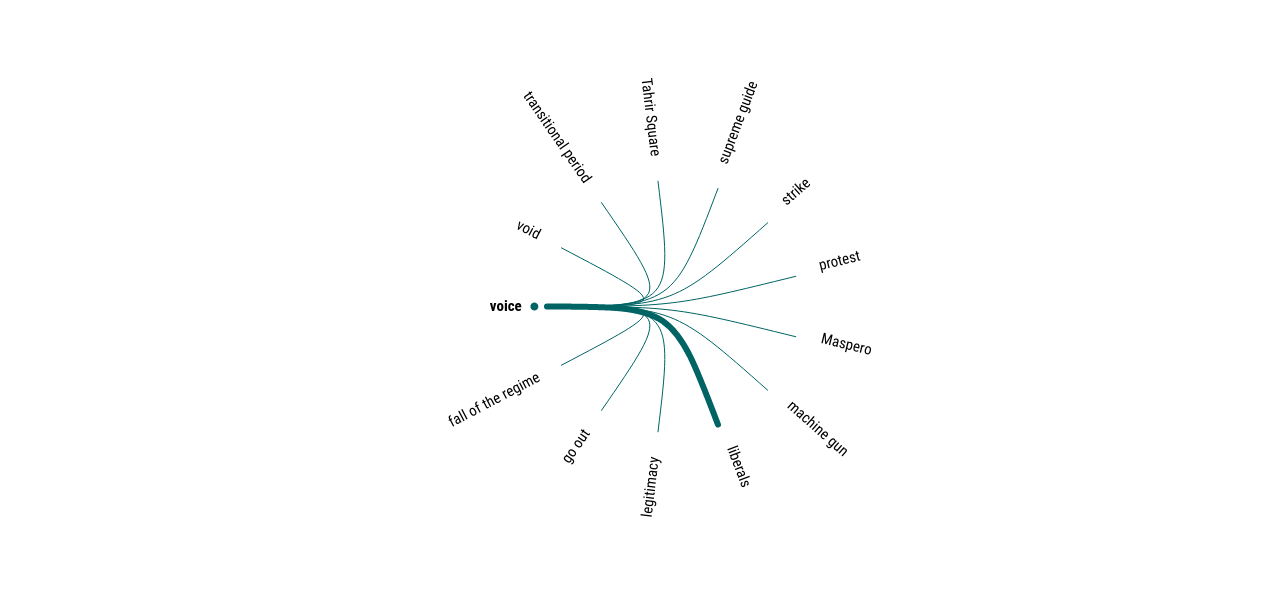 Tahrir Square
supreme guide
transitional period
strike
void
protest
voice
Maspero
fall of the regime
machine gun
go out
liberals
legitimacy